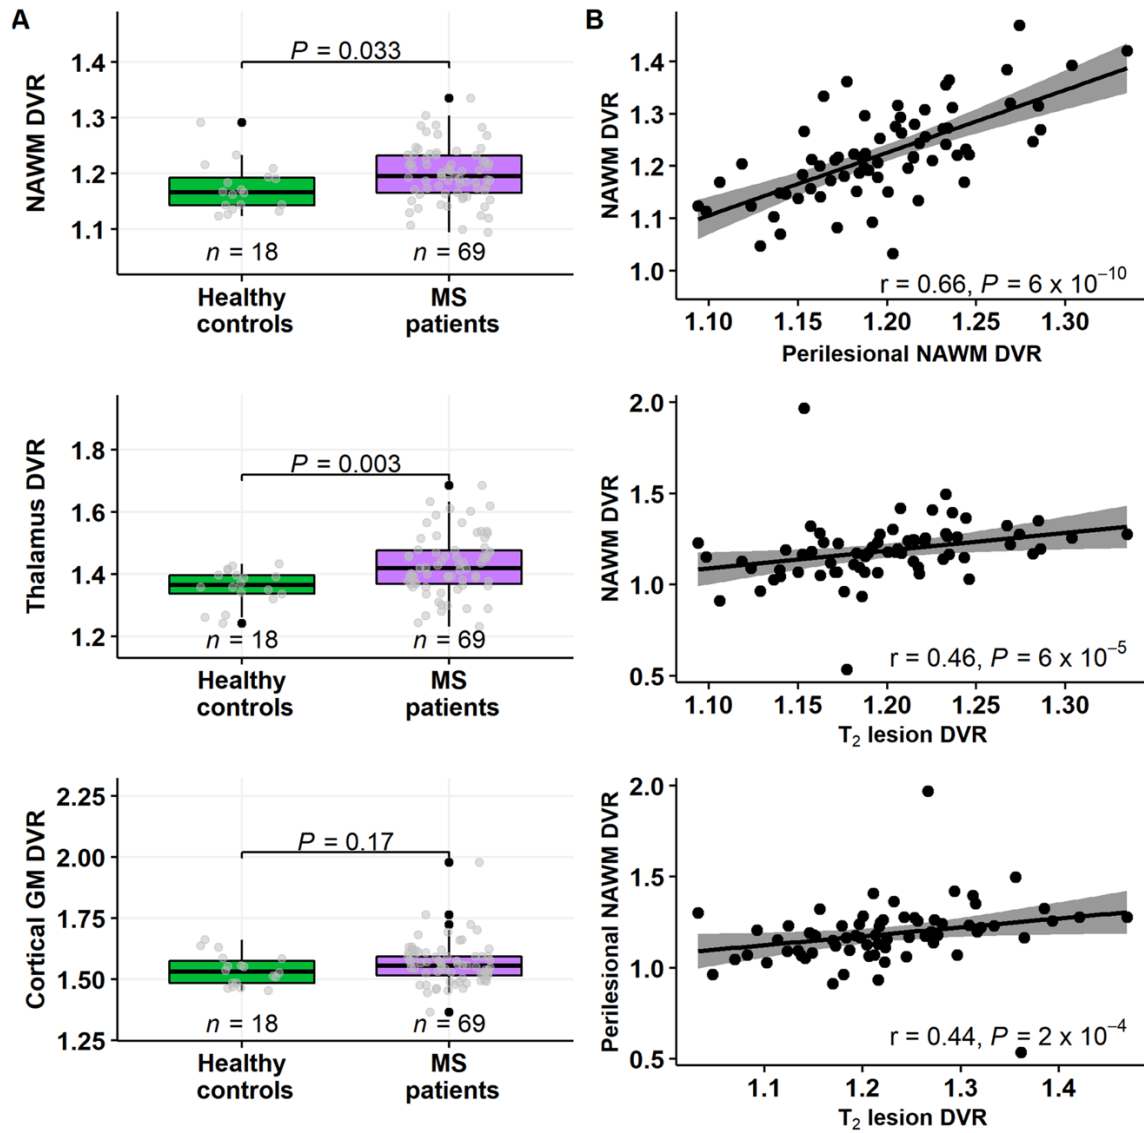 A
NAWM DVR
1.4
1.3
1.2
1.1
P = 0.033
n = 18
n = 69
Healthy
controls
MS
patients
Thalamus DVR
1.8
1.6
1.4
1.2
P = 0.003
n = 18
n = 69
Healthy
controls
MS
patients
Cortical GM DVR
2.25
2.00
1.75
1.50
1.25
P = 0.17
n = 18
n = 69
Healthy
controls
MS
patients
B
NAWM DVR
1.4
1.3
1.2
1.1
1.0
r = 0.66, P = 6 x 10⁻¹⁰
1.10 1.15 1.20 1.25 1.30
Perilesional NAWM DVR
NAWM DVR
2.0
1.5
1.0
0.5
r = 0.46, P = 6 x 10⁻⁵
1.10 1.15 1.20 1.25 1.30
T₂ lesion DVR
Perilesional NAWM DVR
2.0
1.5
1.0
0.5
r = 0.44, P = 2 x 10⁻⁴
1.1 1.2 1.3 1.4
T₂ lesion DVR